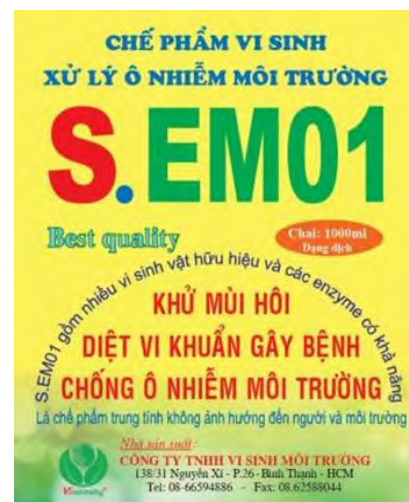 CHẾ PHẨM VI SINH
XỬ LÝ Ô NHIỄM MÔI TRƯỜNG
S.EM01
Best quality
Chai: 1000ml
Dạng dịch
S.EM01 gồm nhiều vi sinh vật hữu hiệu và các enzyme có khả năng
KHỬ MÙI HÔI
DIỆT VI KHUẨN GÂY BỆNH
CHỐNG Ô NHIỄM MÔI TRƯỜNG
Là chế phẩm trung tính không ảnh hưởng đến người và môi trường
Nhà sản xuất:
CÔNG TY TNHH VI SINH MÔI TRƯỜNG
138/31 Nguyễn Xí - P.26 - Bình Thạnh - HCM
Tel: 08-66594886 - Fax: 08.62588044